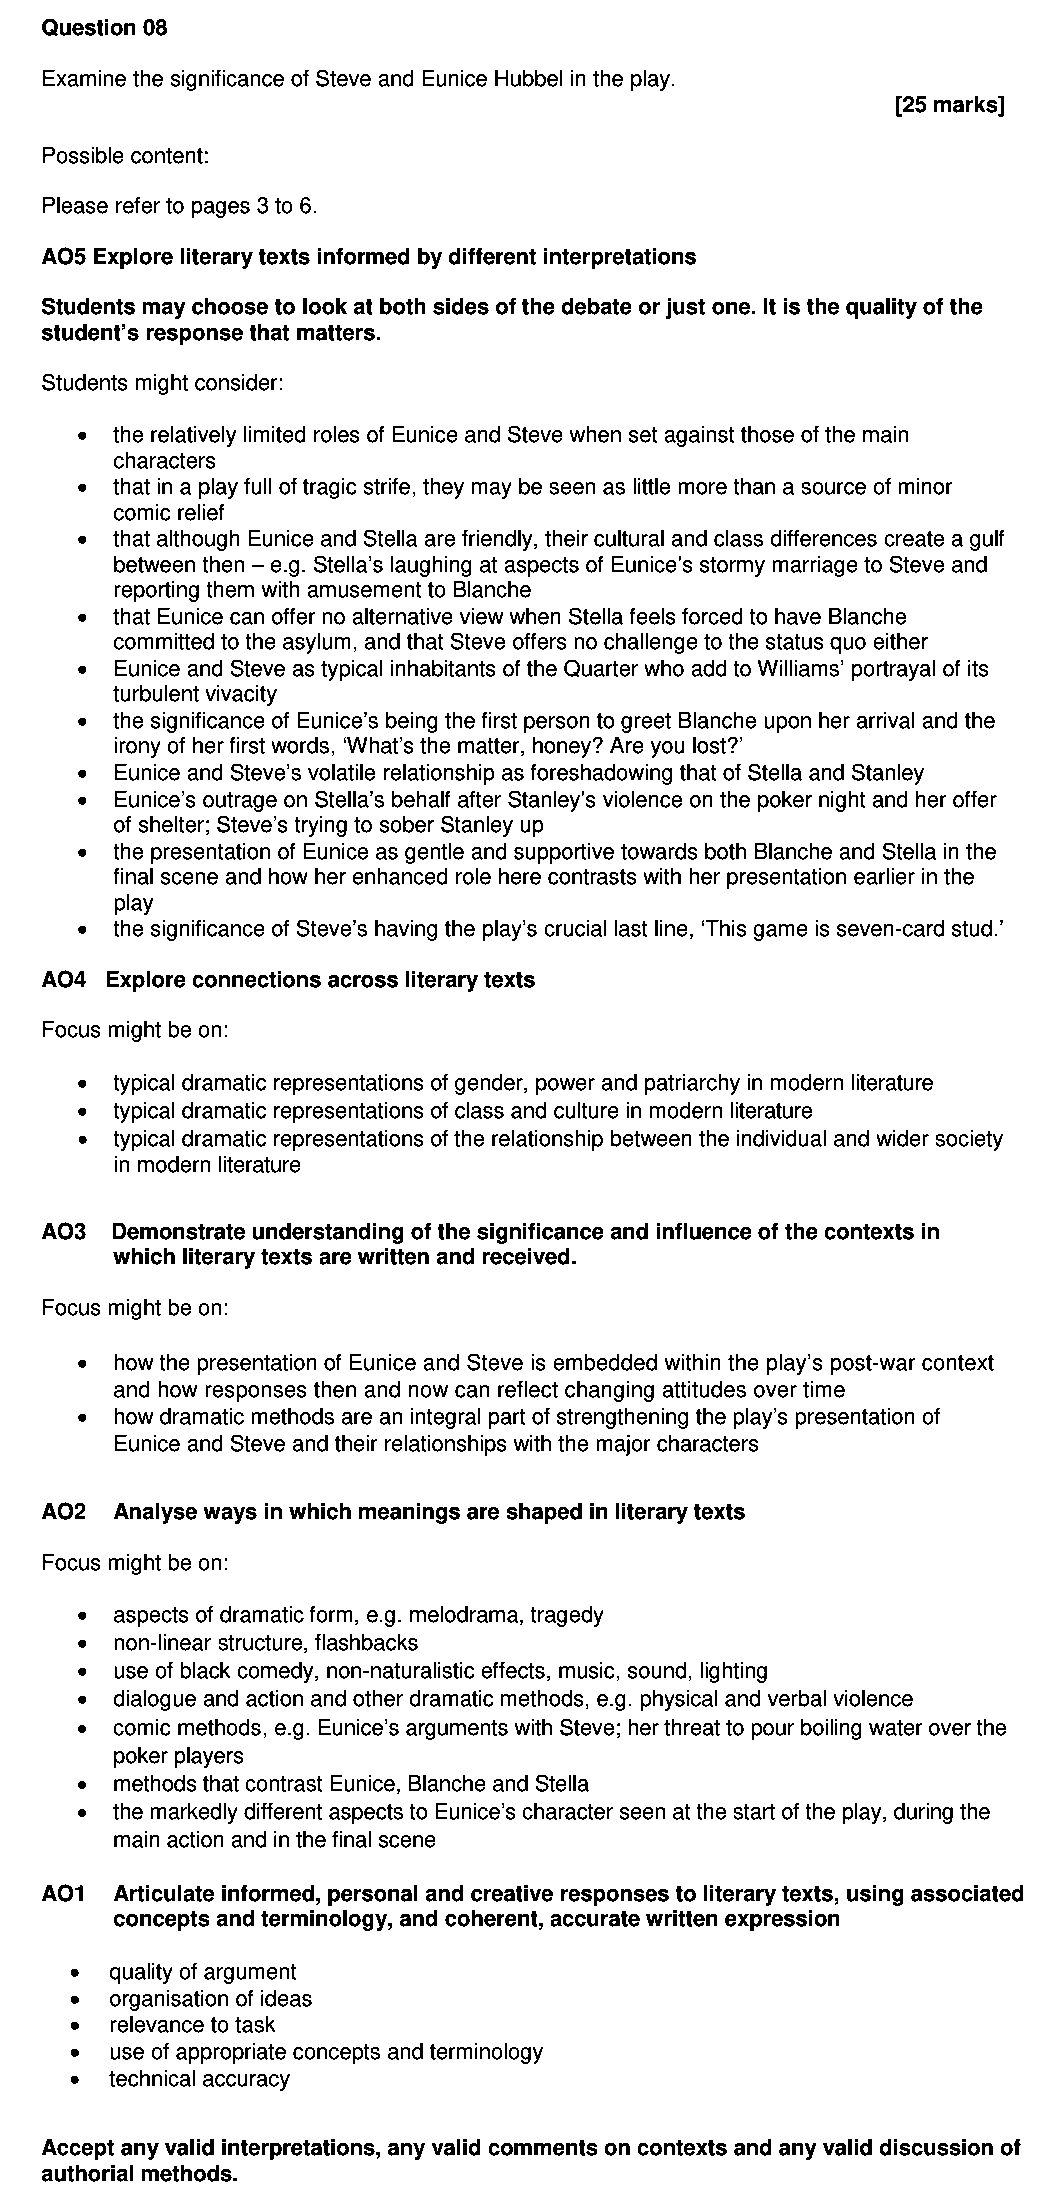 Question 08
Examine the significance of Steve and Eunice Hubbel in the play.
[25 marks]
Possible content:
Please refer to pages 3 to 6.
AO5 Explore literary texts informed by different interpretations
Students may choose to look at both sides of the debate or just one. It is the quality of the
student's response that matters.
Students might consider:
• the relatively limited roles of Eunice and Steve when set against those of the main
characters
• that in a play full of tragic strife, they may be seen as little more than a source of minor
comic relief
• that although Eunice and Stella are friendly, their cultural and class differences create a gulf
between then – e.g. Stella's laughing at aspects of Eunice's stormy marriage to Steve and
reporting them with amusement to Blanche
• that Eunice can offer no alternative view when Stella feels forced to have Blanche
committed to the asylum, and that Steve offers no challenge to the status quo either
• Eunice and Steve as typical inhabitants of the Quarter who add to Williams' portrayal of its
turbulent vivacity
• the significance of Eunice's being the first person to greet Blanche upon her arrival and the
irony of her first words, 'What's the matter, honey? Are you lost?'
• Eunice and Steve's volatile relationship as foreshadowing that of Stella and Stanley
• Eunice's outrage on Stella's behalf after Stanley's violence on the poker night and her offer
of shelter; Steve's trying to sober Stanley up
• the presentation of Eunice as gentle and supportive towards both Blanche and Stella in the
final scene and how her enhanced role here contrasts with her presentation earlier in the
play
• the significance of Steve's having the play's crucial last line, 'This game is seven-card stud.'
AO4 Explore connections across literary texts
Focus might be on:
• typical dramatic representations of gender, power and patriarchy in modern literature
• typical dramatic representations of class and culture in modern literature
• typical dramatic representations of the relationship between the individual and wider society
in modern literature
AO3 Demonstrate understanding of the significance and influence of the contexts in
which literary texts are written and received.
Focus might be on:
• how the presentation of Eunice and Steve is embedded within the play's post-war context
and how responses then and now can reflect changing attitudes over time
• how dramatic methods are an integral part of strengthening the play's presentation of
Eunice and Steve and their relationships with the major characters
AO2 Analyse ways in which meanings are shaped in literary texts
Focus might be on:
• aspects of dramatic form, e.g. melodrama, tragedy
• non-linear structure, flashbacks
• use of black comedy, non-naturalistic effects, music, sound, lighting
• dialogue and action and other dramatic methods, e.g. physical and verbal violence
• comic methods, e.g. Eunice's arguments with Steve; her threat to pour boiling water over the
poker players
• methods that contrast Eunice, Blanche and Stella
• the markedly different aspects to Eunice's character seen at the start of the play, during the
main action and in the final scene
AO1 Articulate informed, personal and creative responses to literary texts, using associated
concepts and terminology, and coherent, accurate written expression
• quality of argument
• organisation of ideas
• relevance to task
• use of appropriate concepts and terminology
• technical accuracy
Accept any valid interpretations, any valid comments on contexts and any valid discussion of
authorial methods.